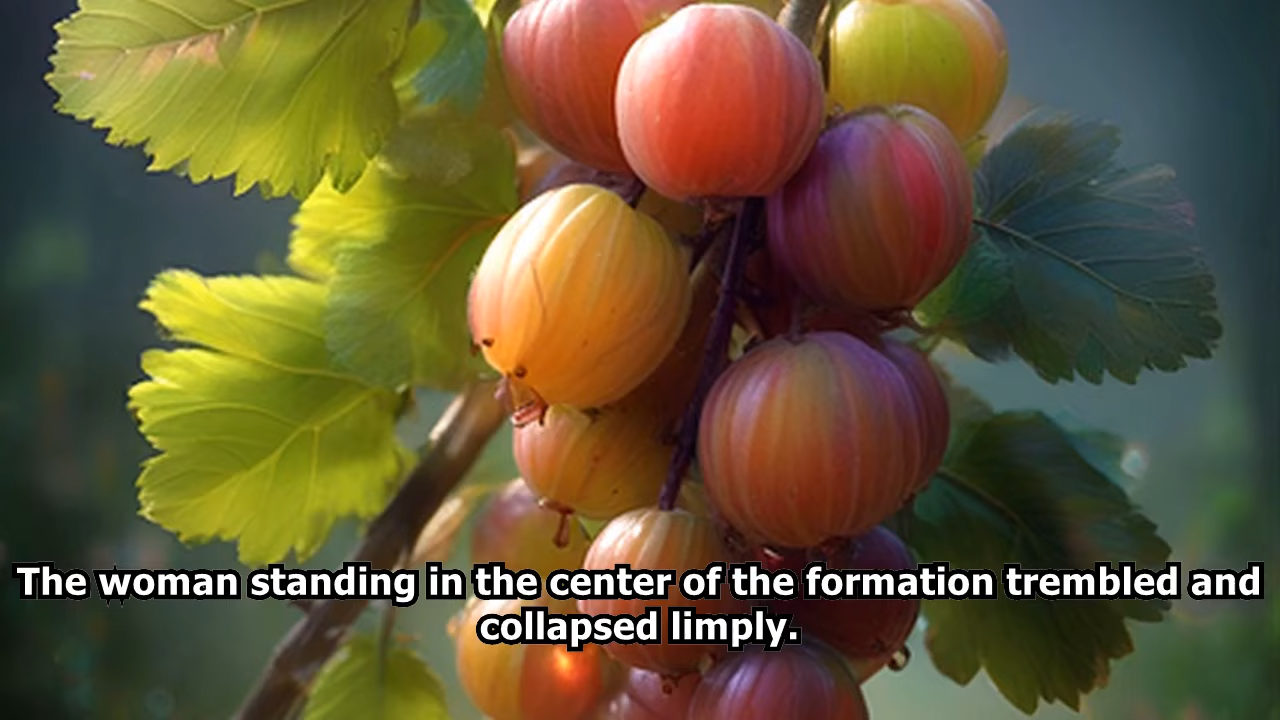 The woman standing in the center of the formation trembled and
collapsed limply.